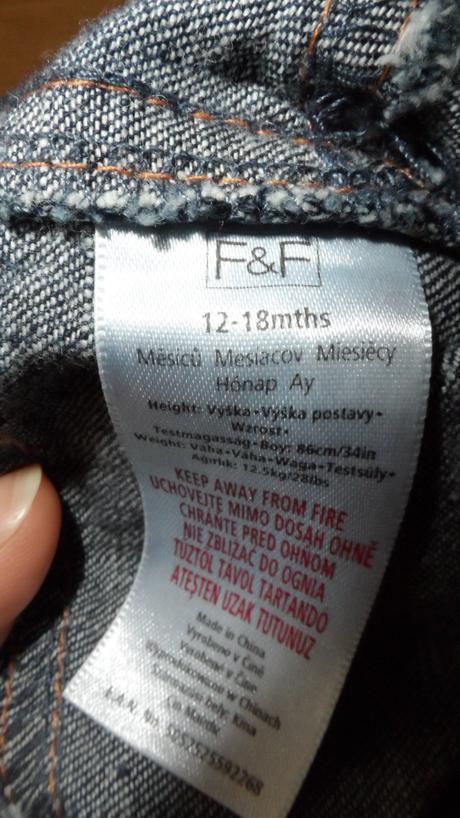 F&F
12-18mths
Měsíců Mesiacov Miesięcy
Hónap Ay
Height: Výška•Výška postavy•
Wzrost•
Testmagasság•Boy: 86cm/34in
Weight: Váha•Váha•Waga•Testsúly•
Ağırlık: 12.5kg/28lbs
KEEP AWAY FROM FIRE
UCHOVEJTE MIMO DOSAH OHNĚ
CHRÁŇTE PRED OHŇOM
NIE ZBLIŻAĆ DO OGNIA
TŰZTŐL TÁVOL TARTANDÓ
ATEŞTEN UZAK TUTUNUZ
Made in China
Vyrobeno v Číně
Vyrobené v Číne
Wyprodukowano w Chinach
Származási hely: Kína
Çin Malıdır.
E.A.N. No. 5052525592268